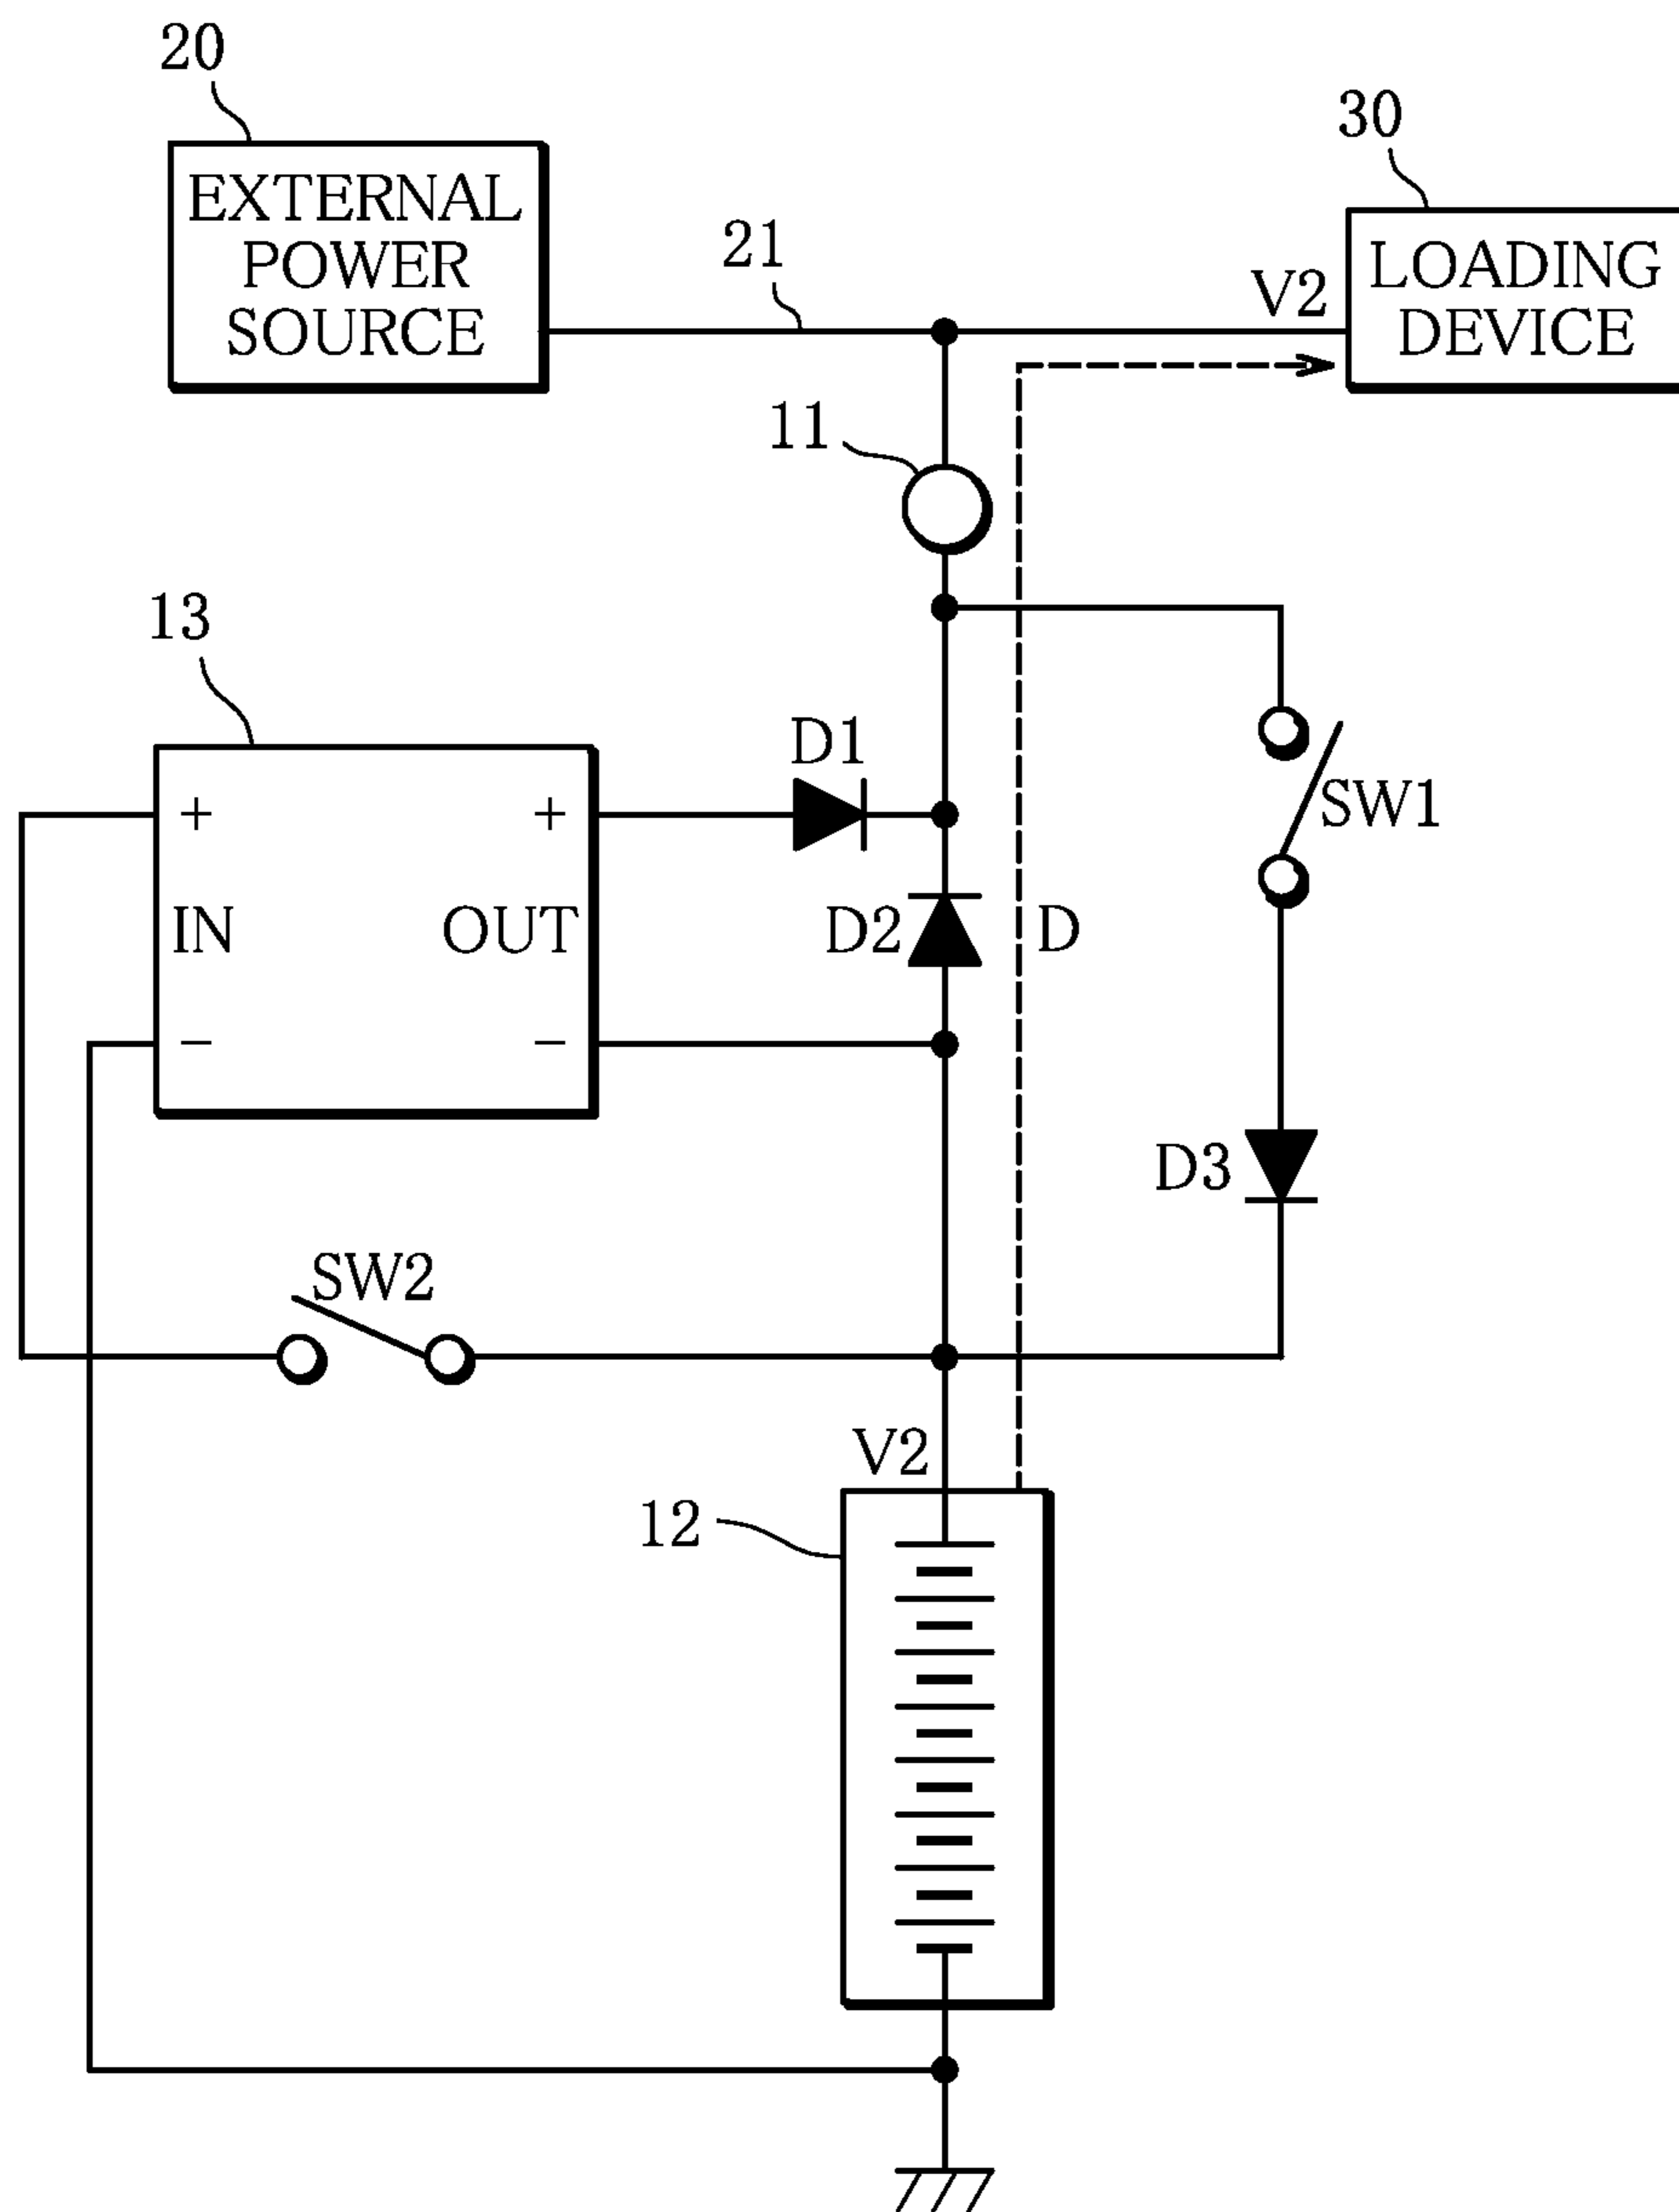 20
EXTERNAL
POWER
SOURCE
30
LOADING
DEVICE
21
V2
11
13
D1
SW1
+
+
IN
OUT
D2
D
−
−
D3
SW2
V2
12